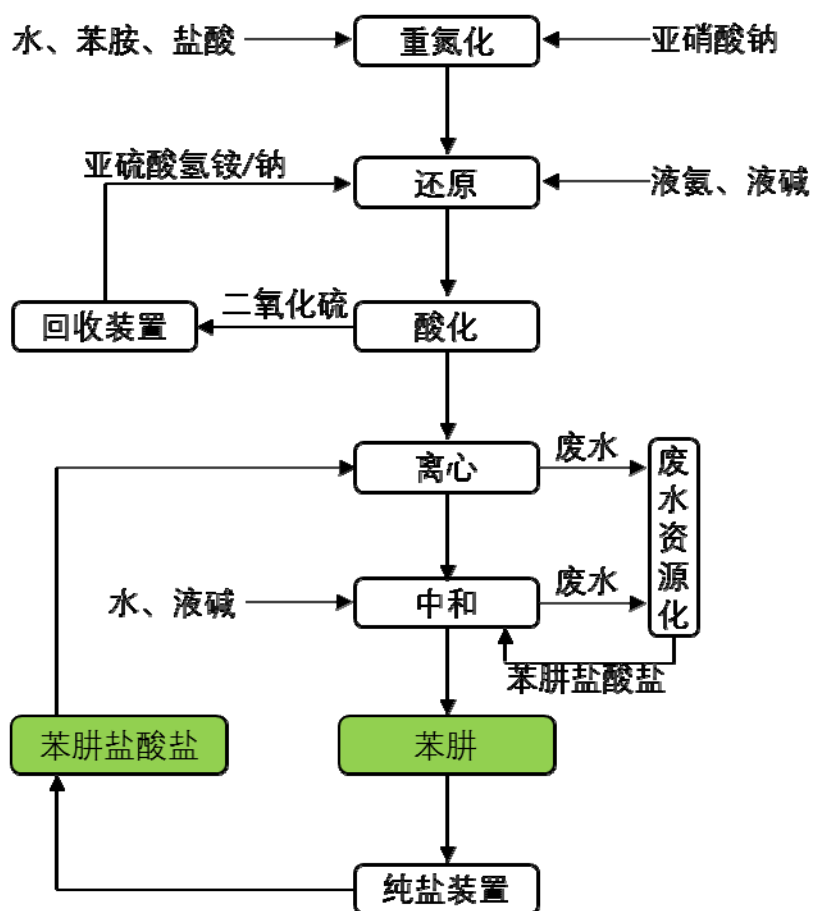 水、苯胺、盐酸
重氮化
亚硝酸钠
亚硫酸氢铵/钠
还原
液氨、液碱
二氧化硫
回收装置
酸化
离心
废水
废水资源化
水、液碱
中和
废水
苯肼盐酸盐
苯肼盐酸盐
苯肼
纯盐装置